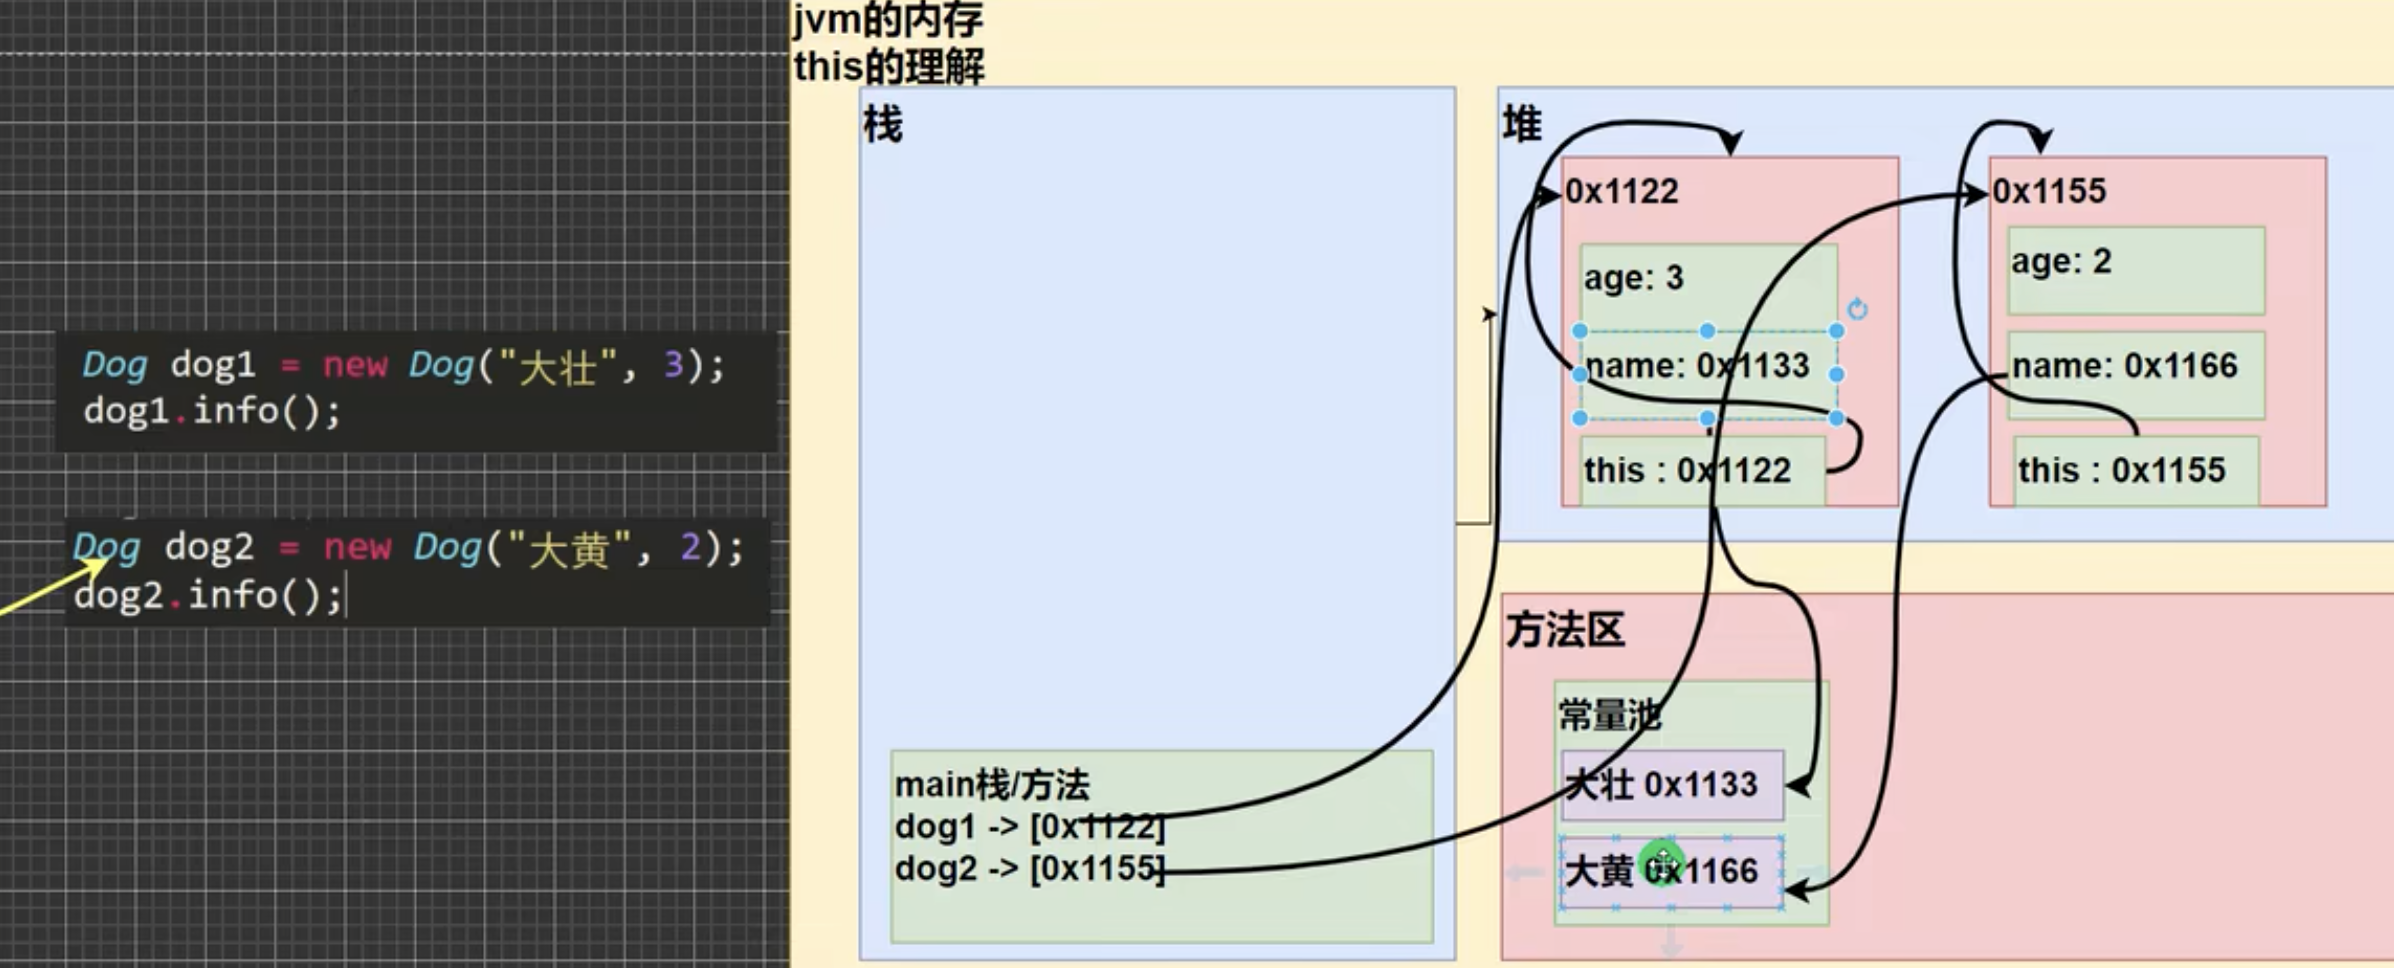 jvm的内存
this的理解
Dog dog1 = new Dog("大壮", 3);
dog1.info();
Dog dog2 = new Dog("大黄", 2);
dog2.info();
栈
main栈/方法
dog1 -> [0x1122]
dog2 -> [0x1155]
堆
0x1122
age: 3
name: 0x1133
this : 0x1122
0x1155
age: 2
name: 0x1166
this : 0x1155
方法区
常量池
大壮 0x1133
大黄 0x1166